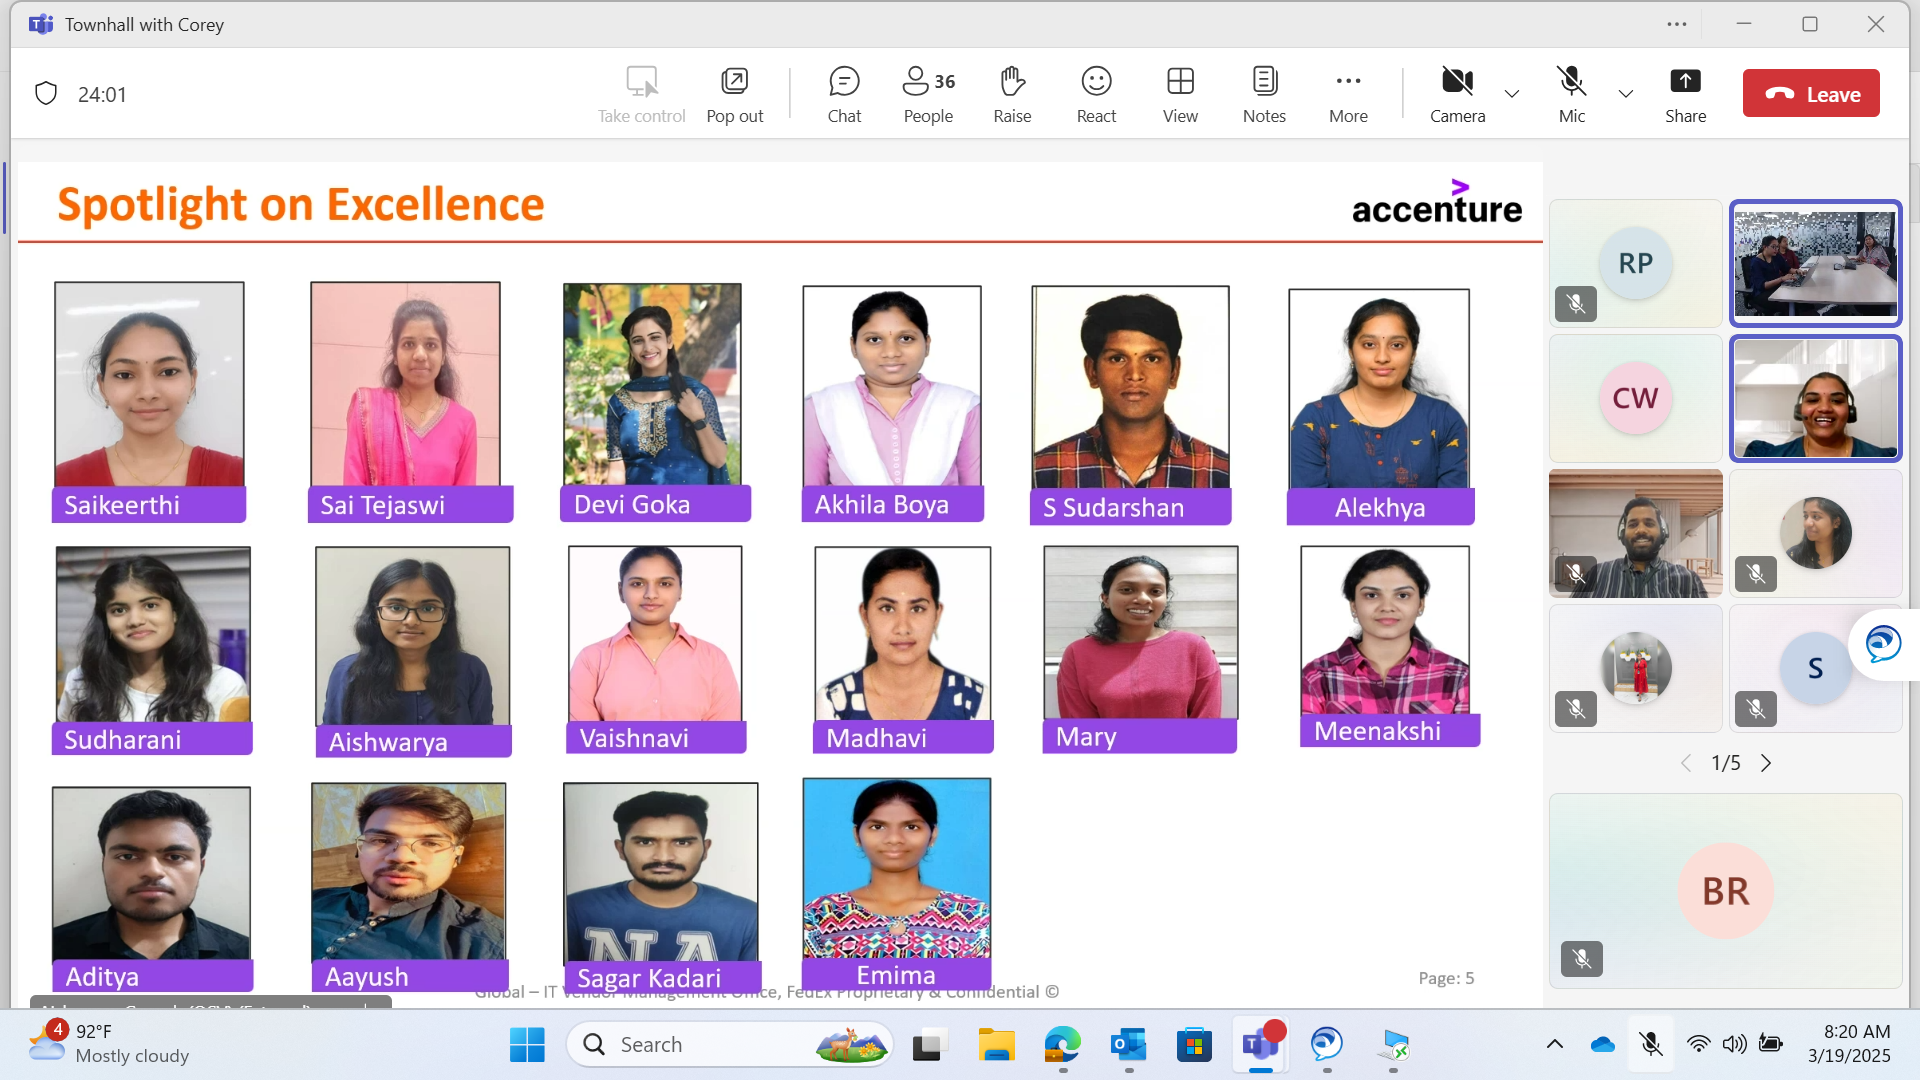 Townhall with Corey
24:01
Take control
Pop out
Chat
36
People
Raise
React
View
Notes
More
Camera
Mic
Share
Leave
Spotlight on Excellence
accenture
Saikeerthi
Sai Tejaswi
Devi Goka
Akhila Boya
S Sudarshan
Alekhya
Sudharani
Aishwarya
Vaishnavi
Madhavi
Mary
Meenakshi
Aditya
Aayush
Sagar Kadari
Emima
Global – IT Vendor Management Office, FedEx Proprietary & Confidential ©
Page: 5
RP
CW
S
1/5
BR
4
92°F
Mostly cloudy
Search
8:20 AM
3/19/2025